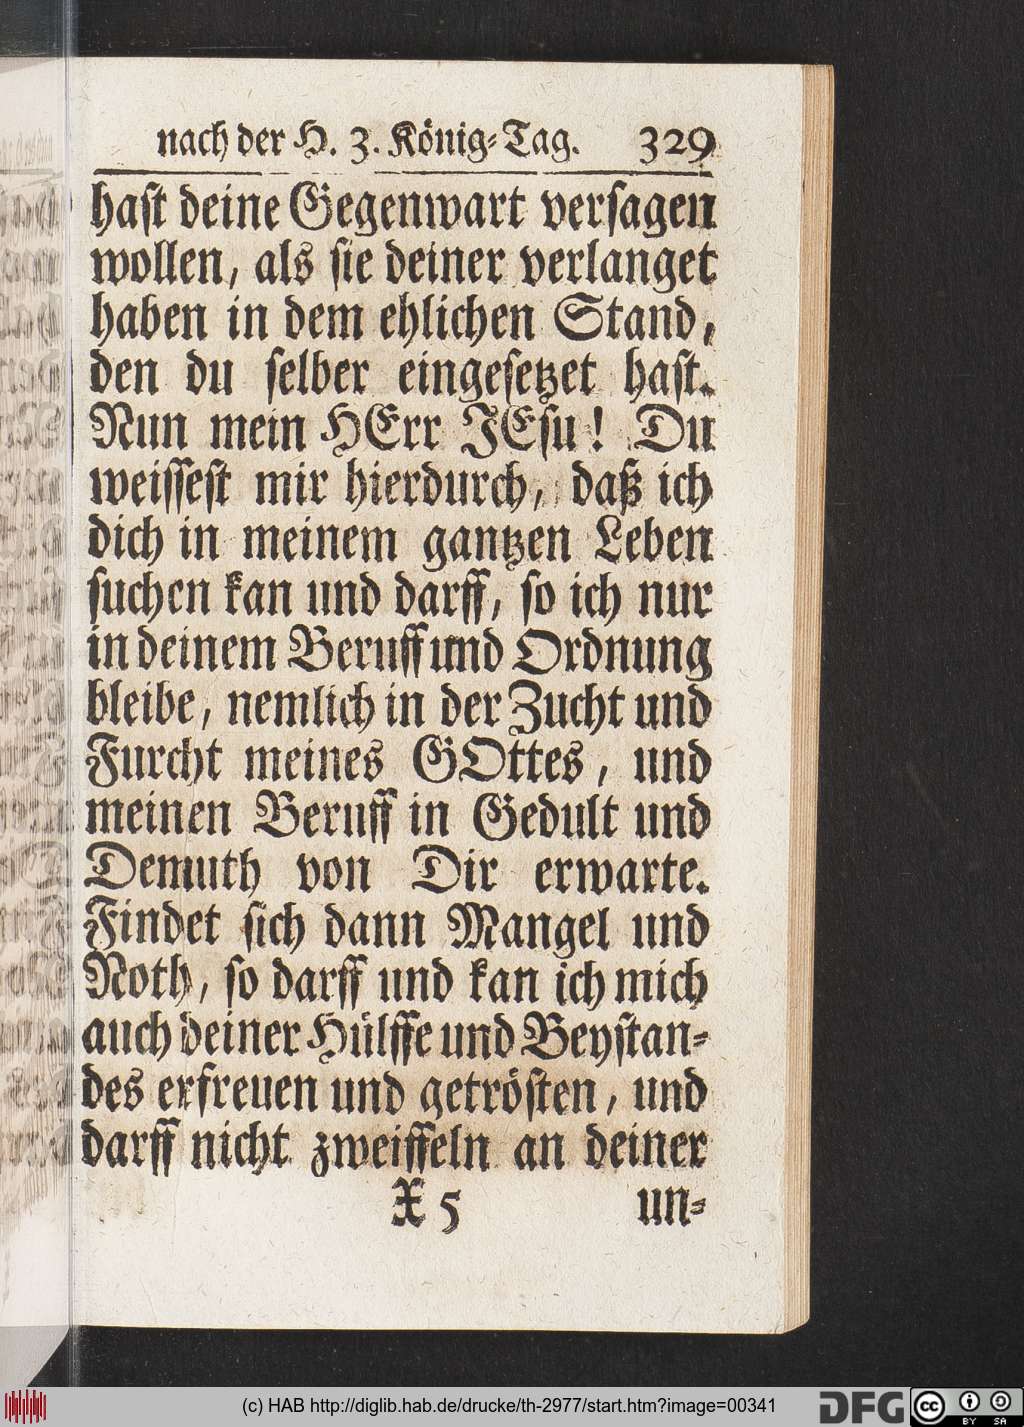 nach der H. 3. König-Tag. 329
hast deine Gegenwart versagen
wollen, als sie deiner verlanget
haben in dem ehlichen Stand,
den du selber eingesetzet hast.
Nun mein HErr JEsu! Du
weissest mir hierdurch, daß ich
dich in meinem gantzen Leben
suchen kan und darff, so ich nur
in deinem Beruff und Ordnung
bleibe, nemlich in der Zucht und
Furcht meines GOttes, und
meinen Beruff in Gedult und
Demuth von Dir erwarte.
Findet sich dann Mangel und
Noth, so darff und kan ich mich
auch deiner Hülffe und Beystan-
des erfreuen und getrösten, und
darff nicht zweiffeln an deiner
X 5 un-
(c) HAB http://diglib.hab.de/drucke/th-2977/start.htm?image=00341
DFG cc BY SA